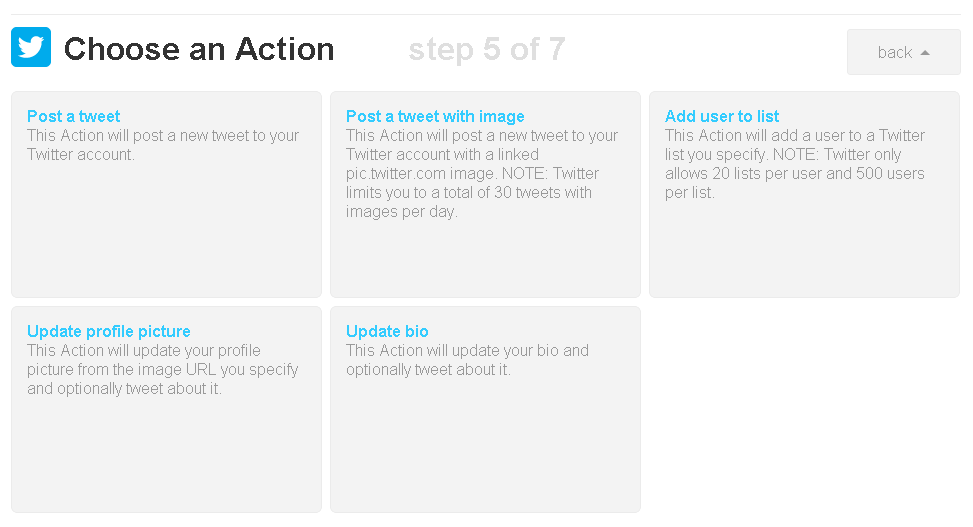 Choose an Action step 5 of 7 back
Post a tweet
This Action will post a new tweet to your
Twitter account.
Post a tweet with image
This Action will post a new tweet to your
Twitter account with a linked
pic.twitter.com image. NOTE: Twitter
limits you to a total of 30 tweets with
images per day.
Add user to list
This Action will add a user to a Twitter
list you specify. NOTE: Twitter only
allows 20 lists per user and 500 users
per list.
Update profile picture
This Action will update your profile
picture from the image URL you specify
and optionally tweet about it.
Update bio
This Action will update your bio and
optionally tweet about it.